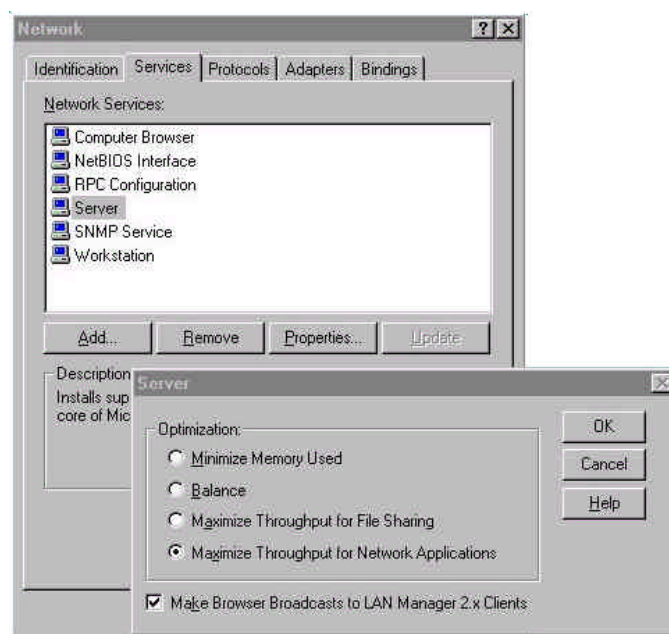 Network
Identification Services Protocols Adapters Bindings
Network Services:
Computer Browser
NetBIOS Interface
RPC Configuration
Server
SNMP Service
Workstation
Add... Remove Properties... Update
Description
Installs sup
core of Mic
Server
Optimization:
Minimize Memory Used
Balance
Maximize Throughput for File Sharing
Maximize Throughput for Network Applications
Make Browser Broadcasts to LAN Manager 2.x Clients
OK
Cancel
Help